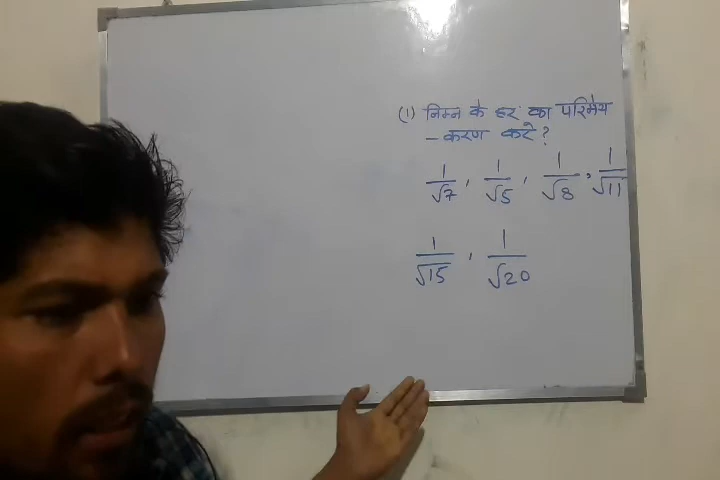 (1) निम्न के हर का परिमेय
-करण करे?
1/√7, 1/√5, 1/√8, 1/√11
1/√15, 1/√20